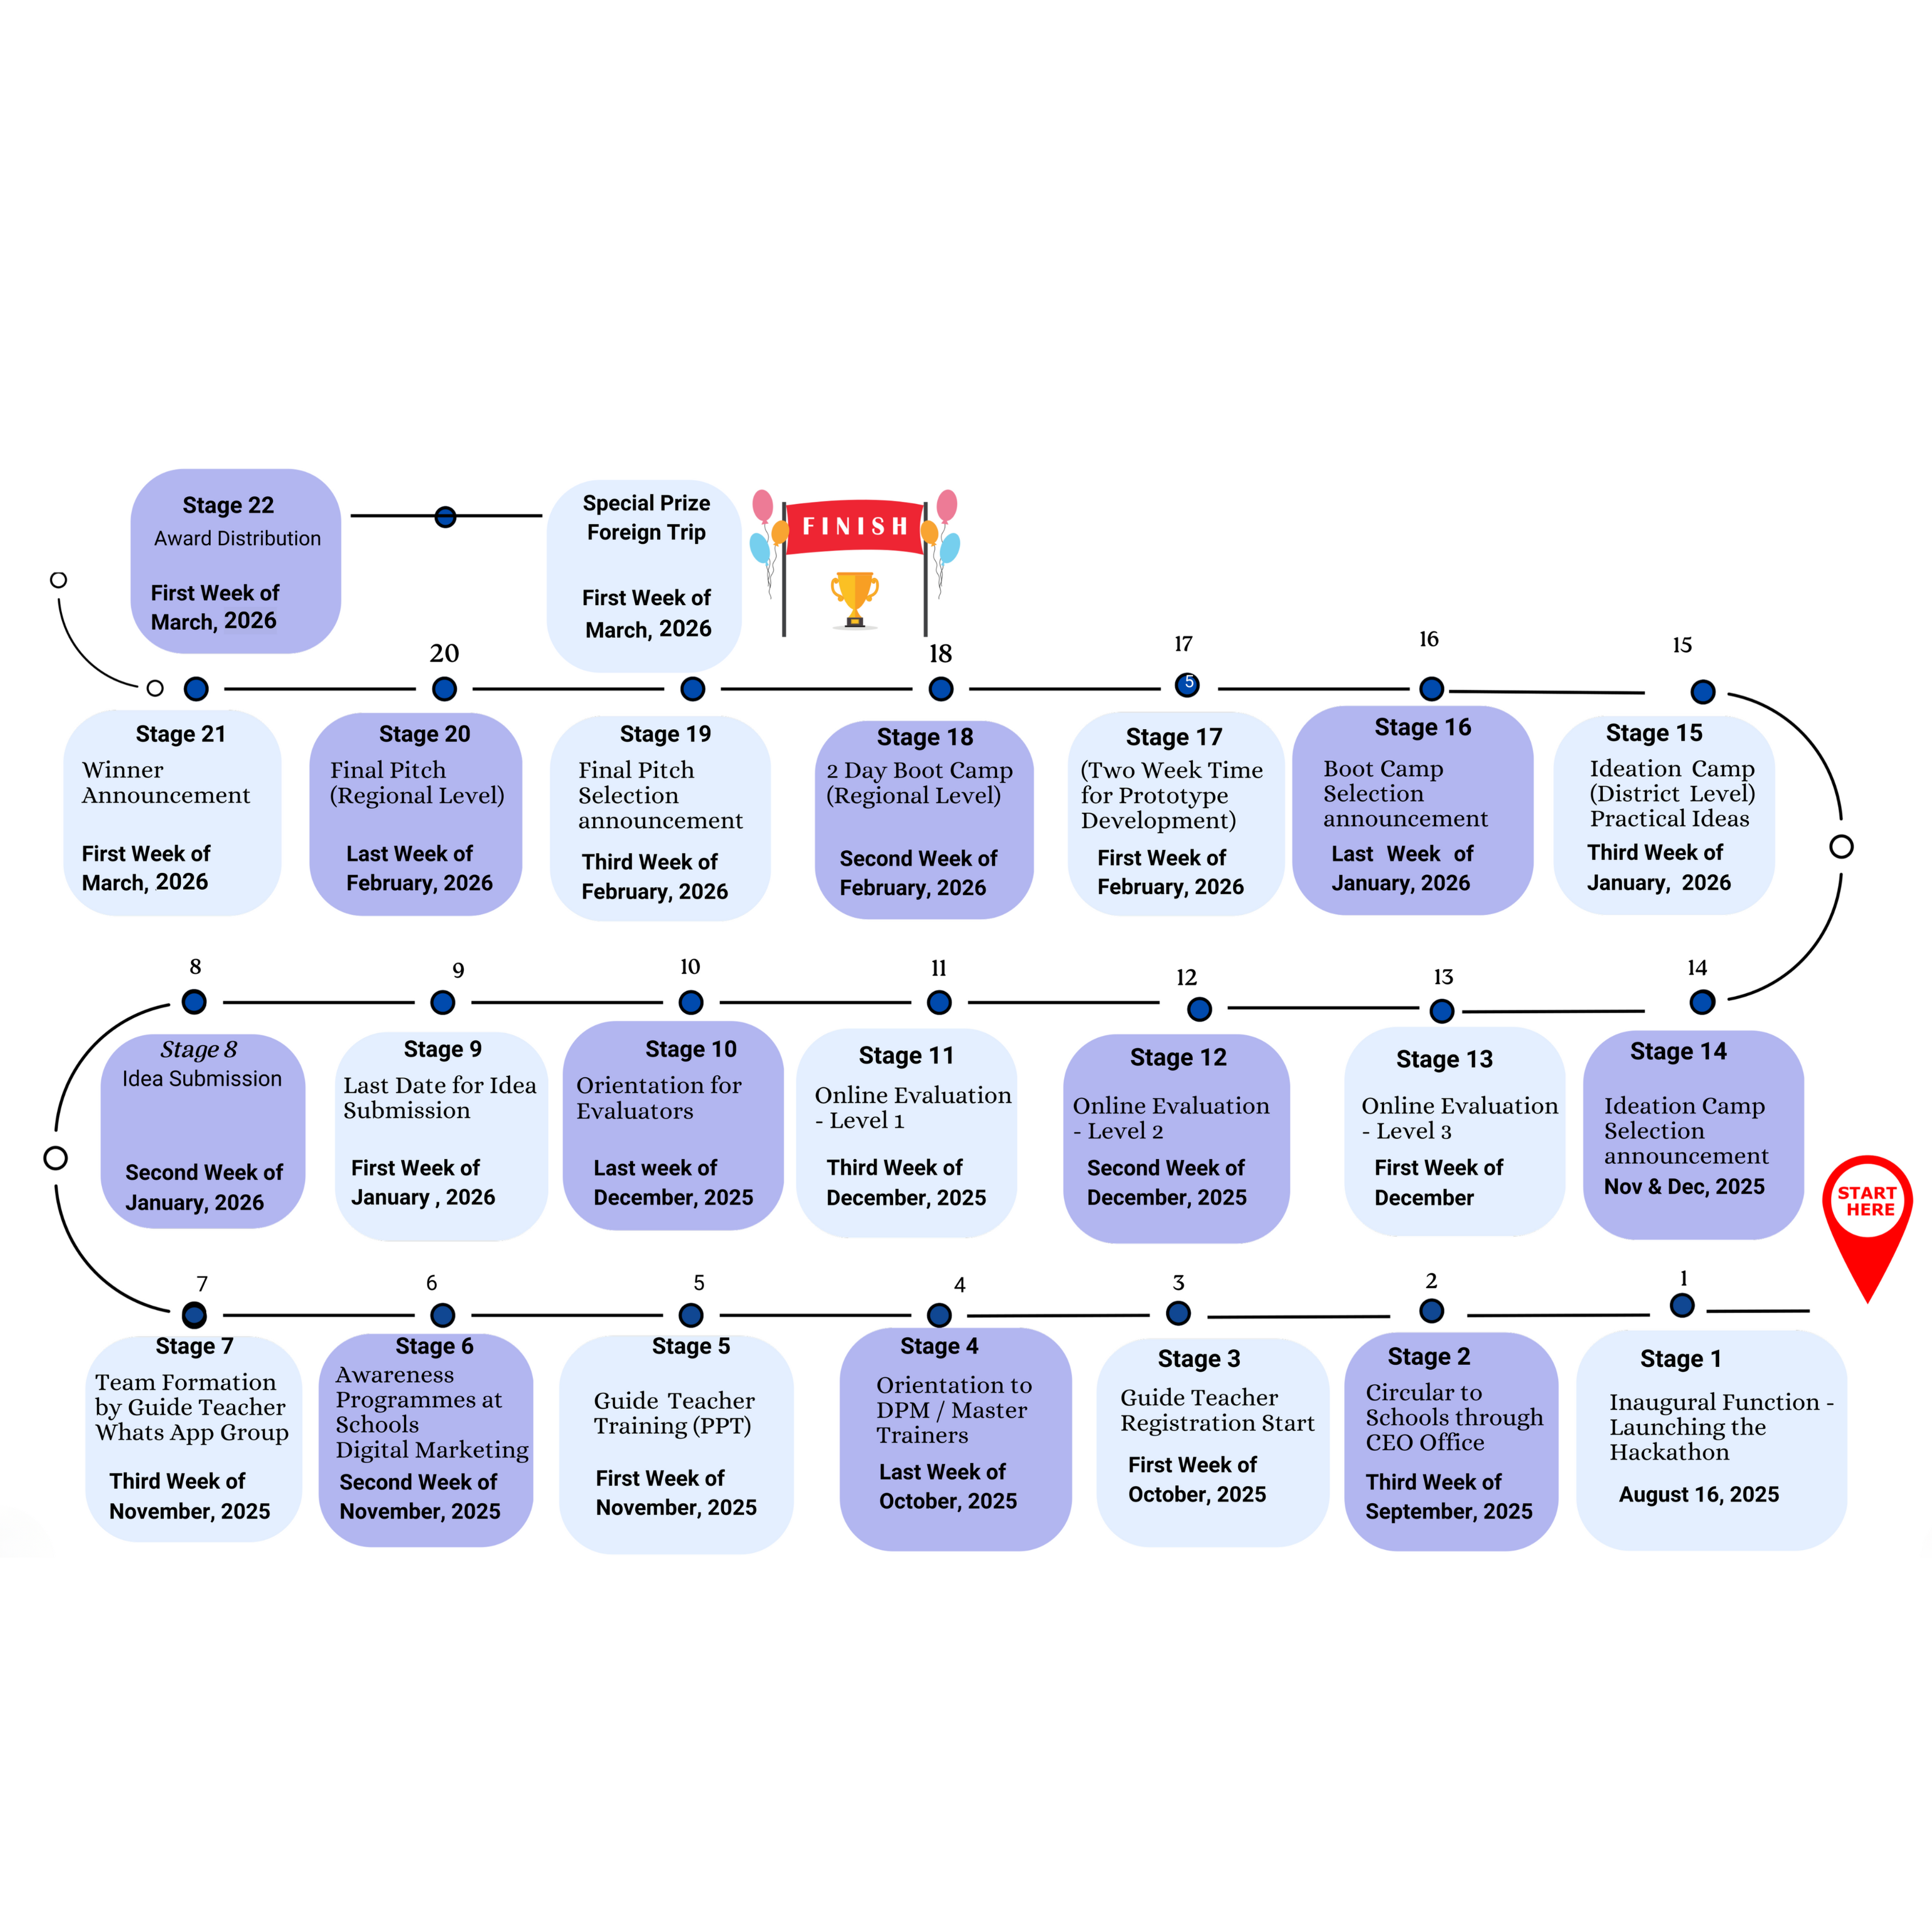 Stage 22
Award Distribution
First Week of
March, 2026
Special Prize
Foreign Trip
First Week of
March, 2026
FINISH
20
18
17
16
15
5
Stage 21
Winner
Announcement
First Week of
March, 2026
Stage 20
Final Pitch
(Regional Level)
Last Week of
February, 2026
Stage 19
Final Pitch
Selection
announcement
Third Week of
February, 2026
Stage 18
2 Day Boot Camp
(Regional Level)
Second Week of
February, 2026
Stage 17
(Two Week Time
for Prototype
Development)
First Week of
February, 2026
Stage 16
Boot Camp
Selection
announcement
Last Week of
January, 2026
Stage 15
Ideation Camp
(District Level)
Practical Ideas
Third Week of
January, 2026
8
9
10
11
12
13
14
Stage 8
Idea Submission
Second Week of
January, 2026
Stage 9
Last Date for Idea
Submission
First Week of
January , 2026
Stage 10
Orientation for
Evaluators
Last week of
December, 2025
Stage 11
Online Evaluation
- Level 1
Third Week of
December, 2025
Stage 12
Online Evaluation
- Level 2
Second Week of
December, 2025
Stage 13
Online Evaluation
- Level 3
First Week of
December
Stage 14
Ideation Camp
Selection
announcement
Nov & Dec, 2025
START
HERE
7
6
5
4
3
2
1
Stage 7
Team Formation
by Guide Teacher
Whats App Group
Third Week of
November, 2025
Stage 6
Awareness
Programmes at
Schools
Digital Marketing
Second Week of
November, 2025
Stage 5
Guide Teacher
Training (PPT)
First Week of
November, 2025
Stage 4
Orientation to
DPM / Master
Trainers
Last Week of
October, 2025
Stage 3
Guide Teacher
Registration Start
First Week of
October, 2025
Stage 2
Circular to
Schools through
CEO Office
Third Week of
September, 2025
Stage 1
Inaugural Function -
Launching the
Hackathon
August 16, 2025